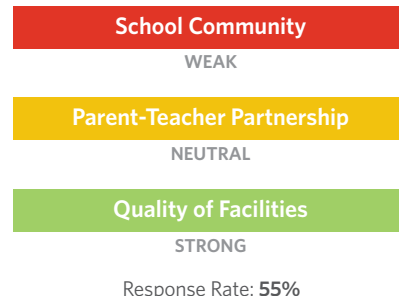 School Community
WEAK
Parent-Teacher Partnership
NEUTRAL
Quality of Facilities
STRONG
Response Rate: 55%